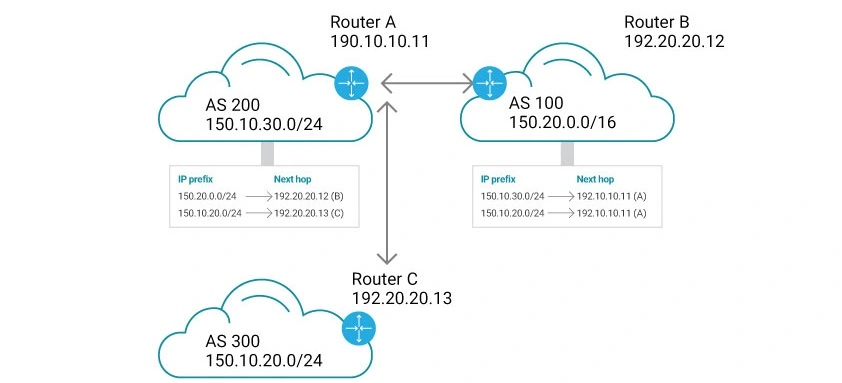 Router A
190.10.10.11
Router B
192.20.20.12
AS 200
150.10.30.0/24
AS 100
150.20.0.0/16
IP prefix Next hop
150.20.0.0/24 192.20.20.12 (B)
150.10.20.0/24 192.20.20.13 (C)
IP prefix Next hop
150.10.30.0/24 192.10.10.11 (A)
150.10.20.0/24 192.10.10.11 (A)
Router C
192.20.20.13
AS 300
150.10.20.0/24